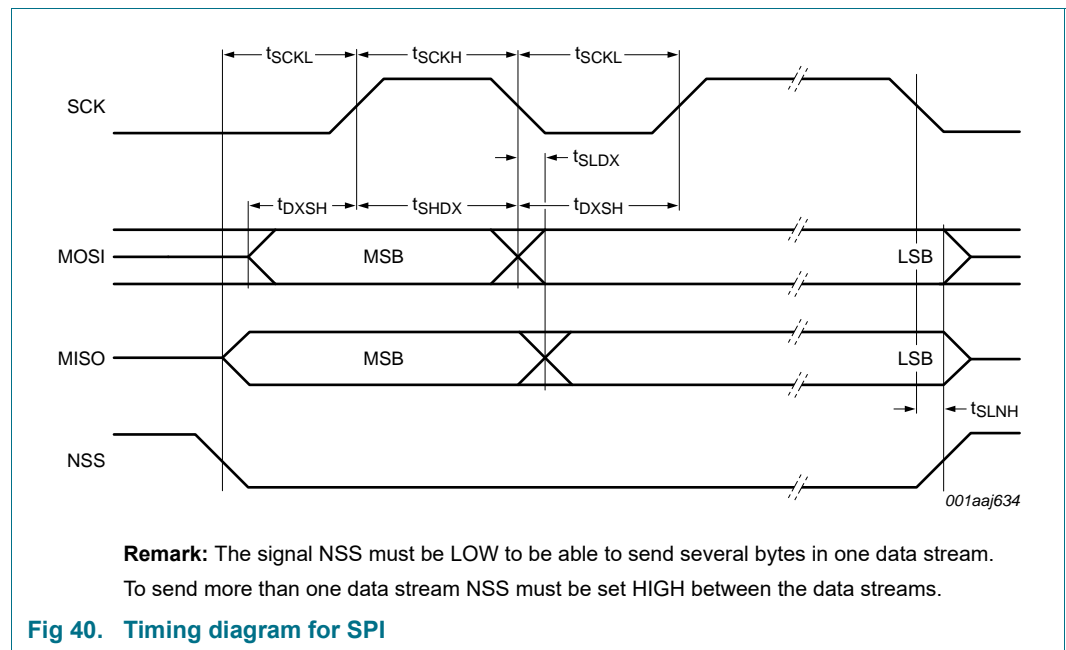 tSCKL tSCKH tSCKL
SCK
tSLDX
tDXSH tSHDX tDXSH
MOSI MSB LSB
MISO MSB LSB
tSLNH
NSS
001aaj634
Remark: The signal NSS must be LOW to be able to send several bytes in one data stream.
To send more than one data stream NSS must be set HIGH between the data streams.
Fig 40. Timing diagram for SPI